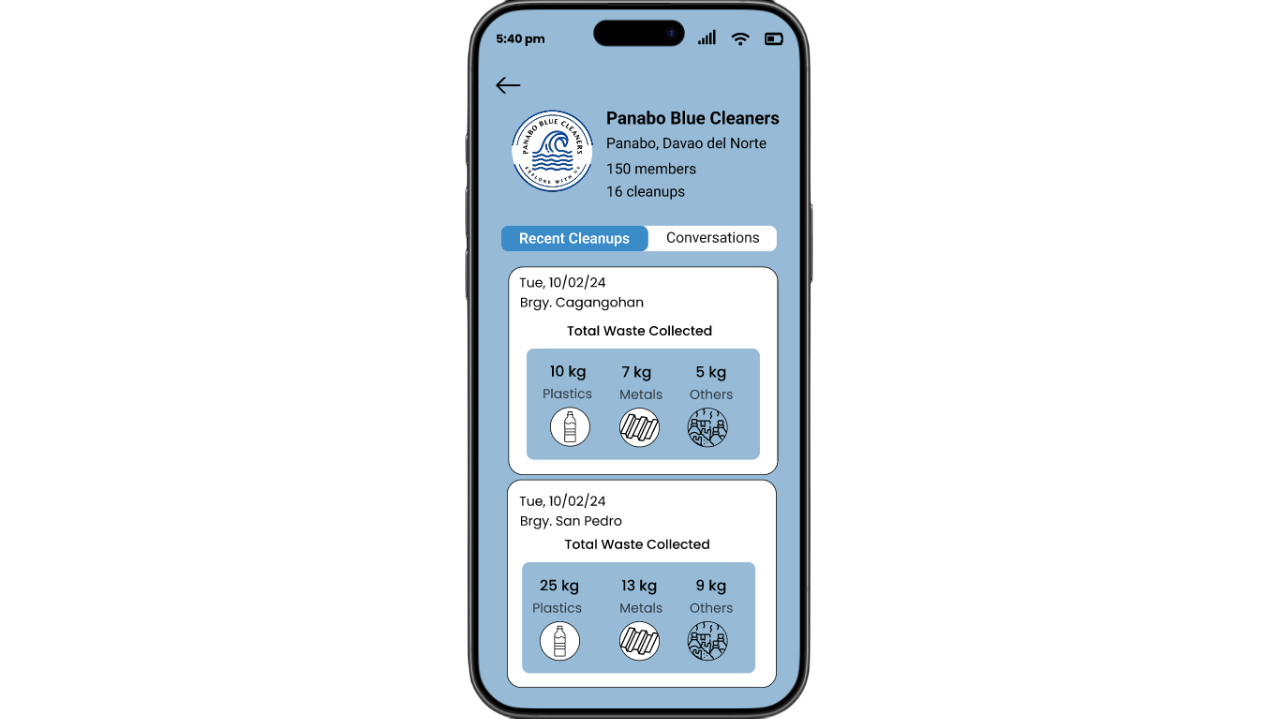 5:40 pm
PANABO BLUE CLEANERS
EXPLORE WITH US
Panabo Blue Cleaners
Panabo, Davao del Norte
150 members
16 cleanups
Recent Cleanups
Conversations
Tue, 10/02/24
Brgy. Cagangohan
Total Waste Collected
10 kg 7 kg 5 kg
Plastics Metals Others
Tue, 10/02/24
Brgy. San Pedro
Total Waste Collected
25 kg 13 kg 9 kg
Plastics Metals Others